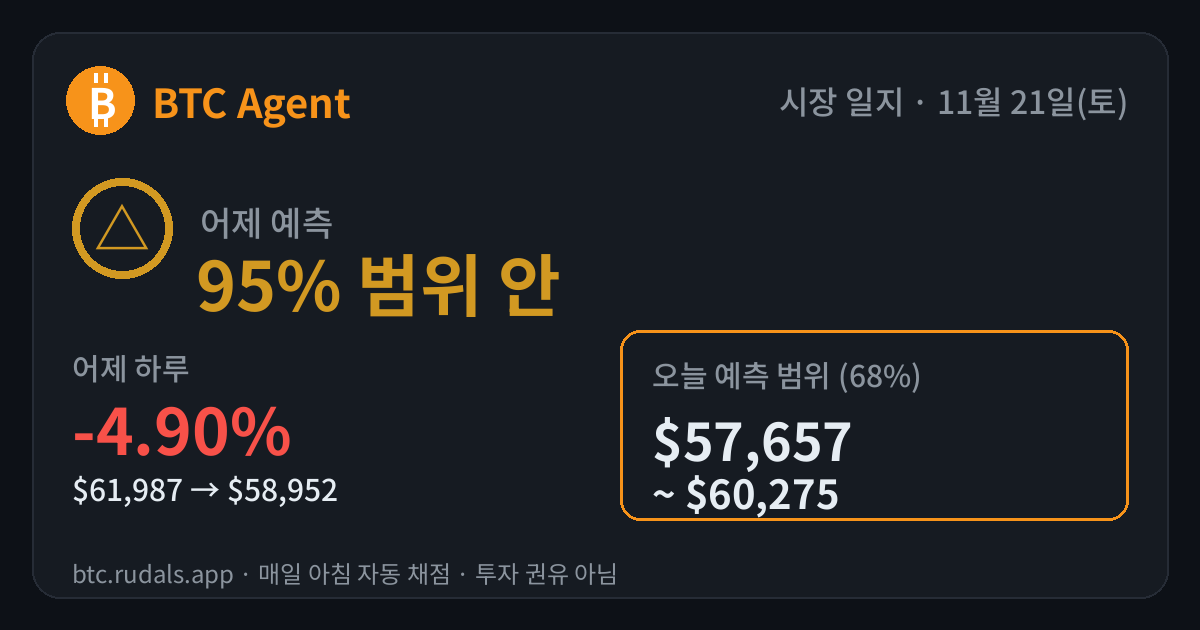 BTC Agent
시장 일지 · 11월 21일(토)
어제 예측
95% 범위 안
어제 하루
-4.90%
$61,987 → $58,952
오늘 예측 범위 (68%)
$57,657
~ $60,275
btc.rudals.app · 매일 아침 자동 채점 · 투자 권유 아님